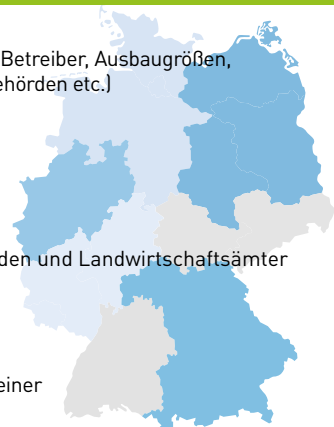 Betreiber, Ausbaugrößen,
ehörden etc.)
den und Landwirtschaftsämter
einer